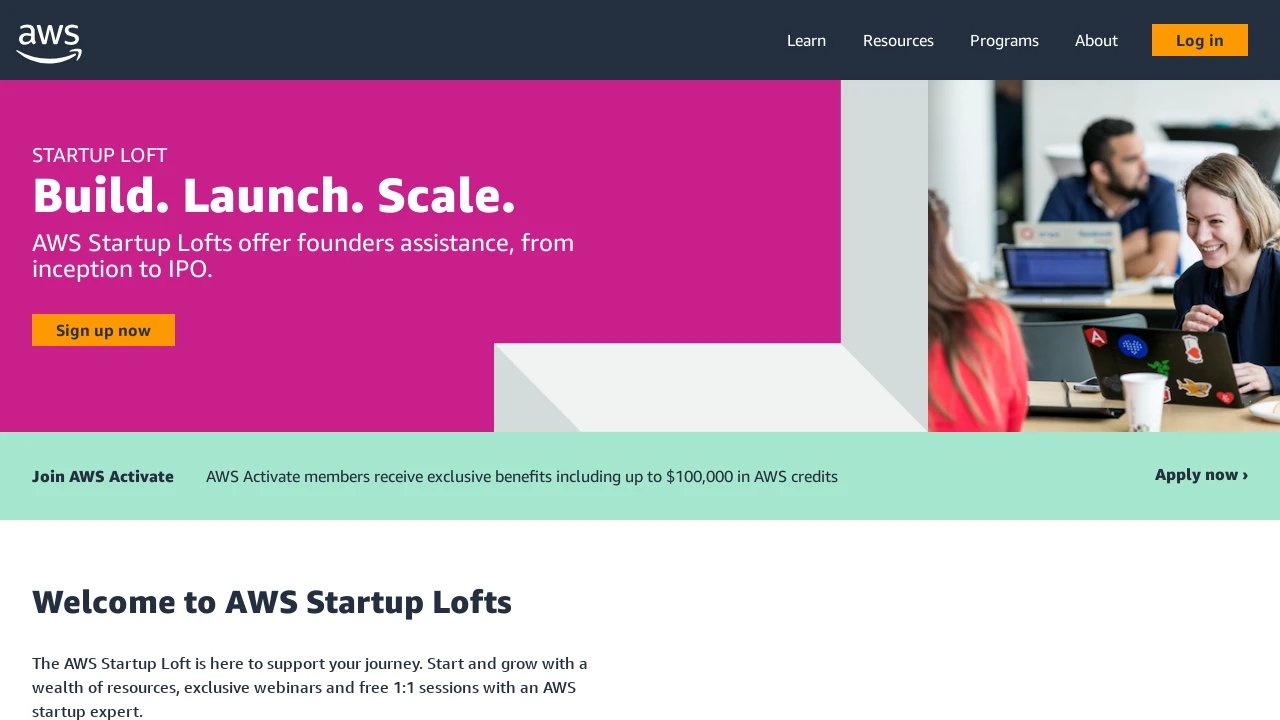 aws
Learn
Resources
Programs
About
Log in
STARTUP LOFT
Build. Launch. Scale.
AWS Startup Lofts offer founders assistance, from
inception to IPO.
Sign up now
Join AWS Activate
AWS Activate members receive exclusive benefits including up to $100,000 in AWS credits
Apply now ›
Welcome to AWS Startup Lofts
The AWS Startup Loft is here to support your journey. Start and grow with a
wealth of resources, exclusive webinars and free 1:1 sessions with an AWS
startup expert.